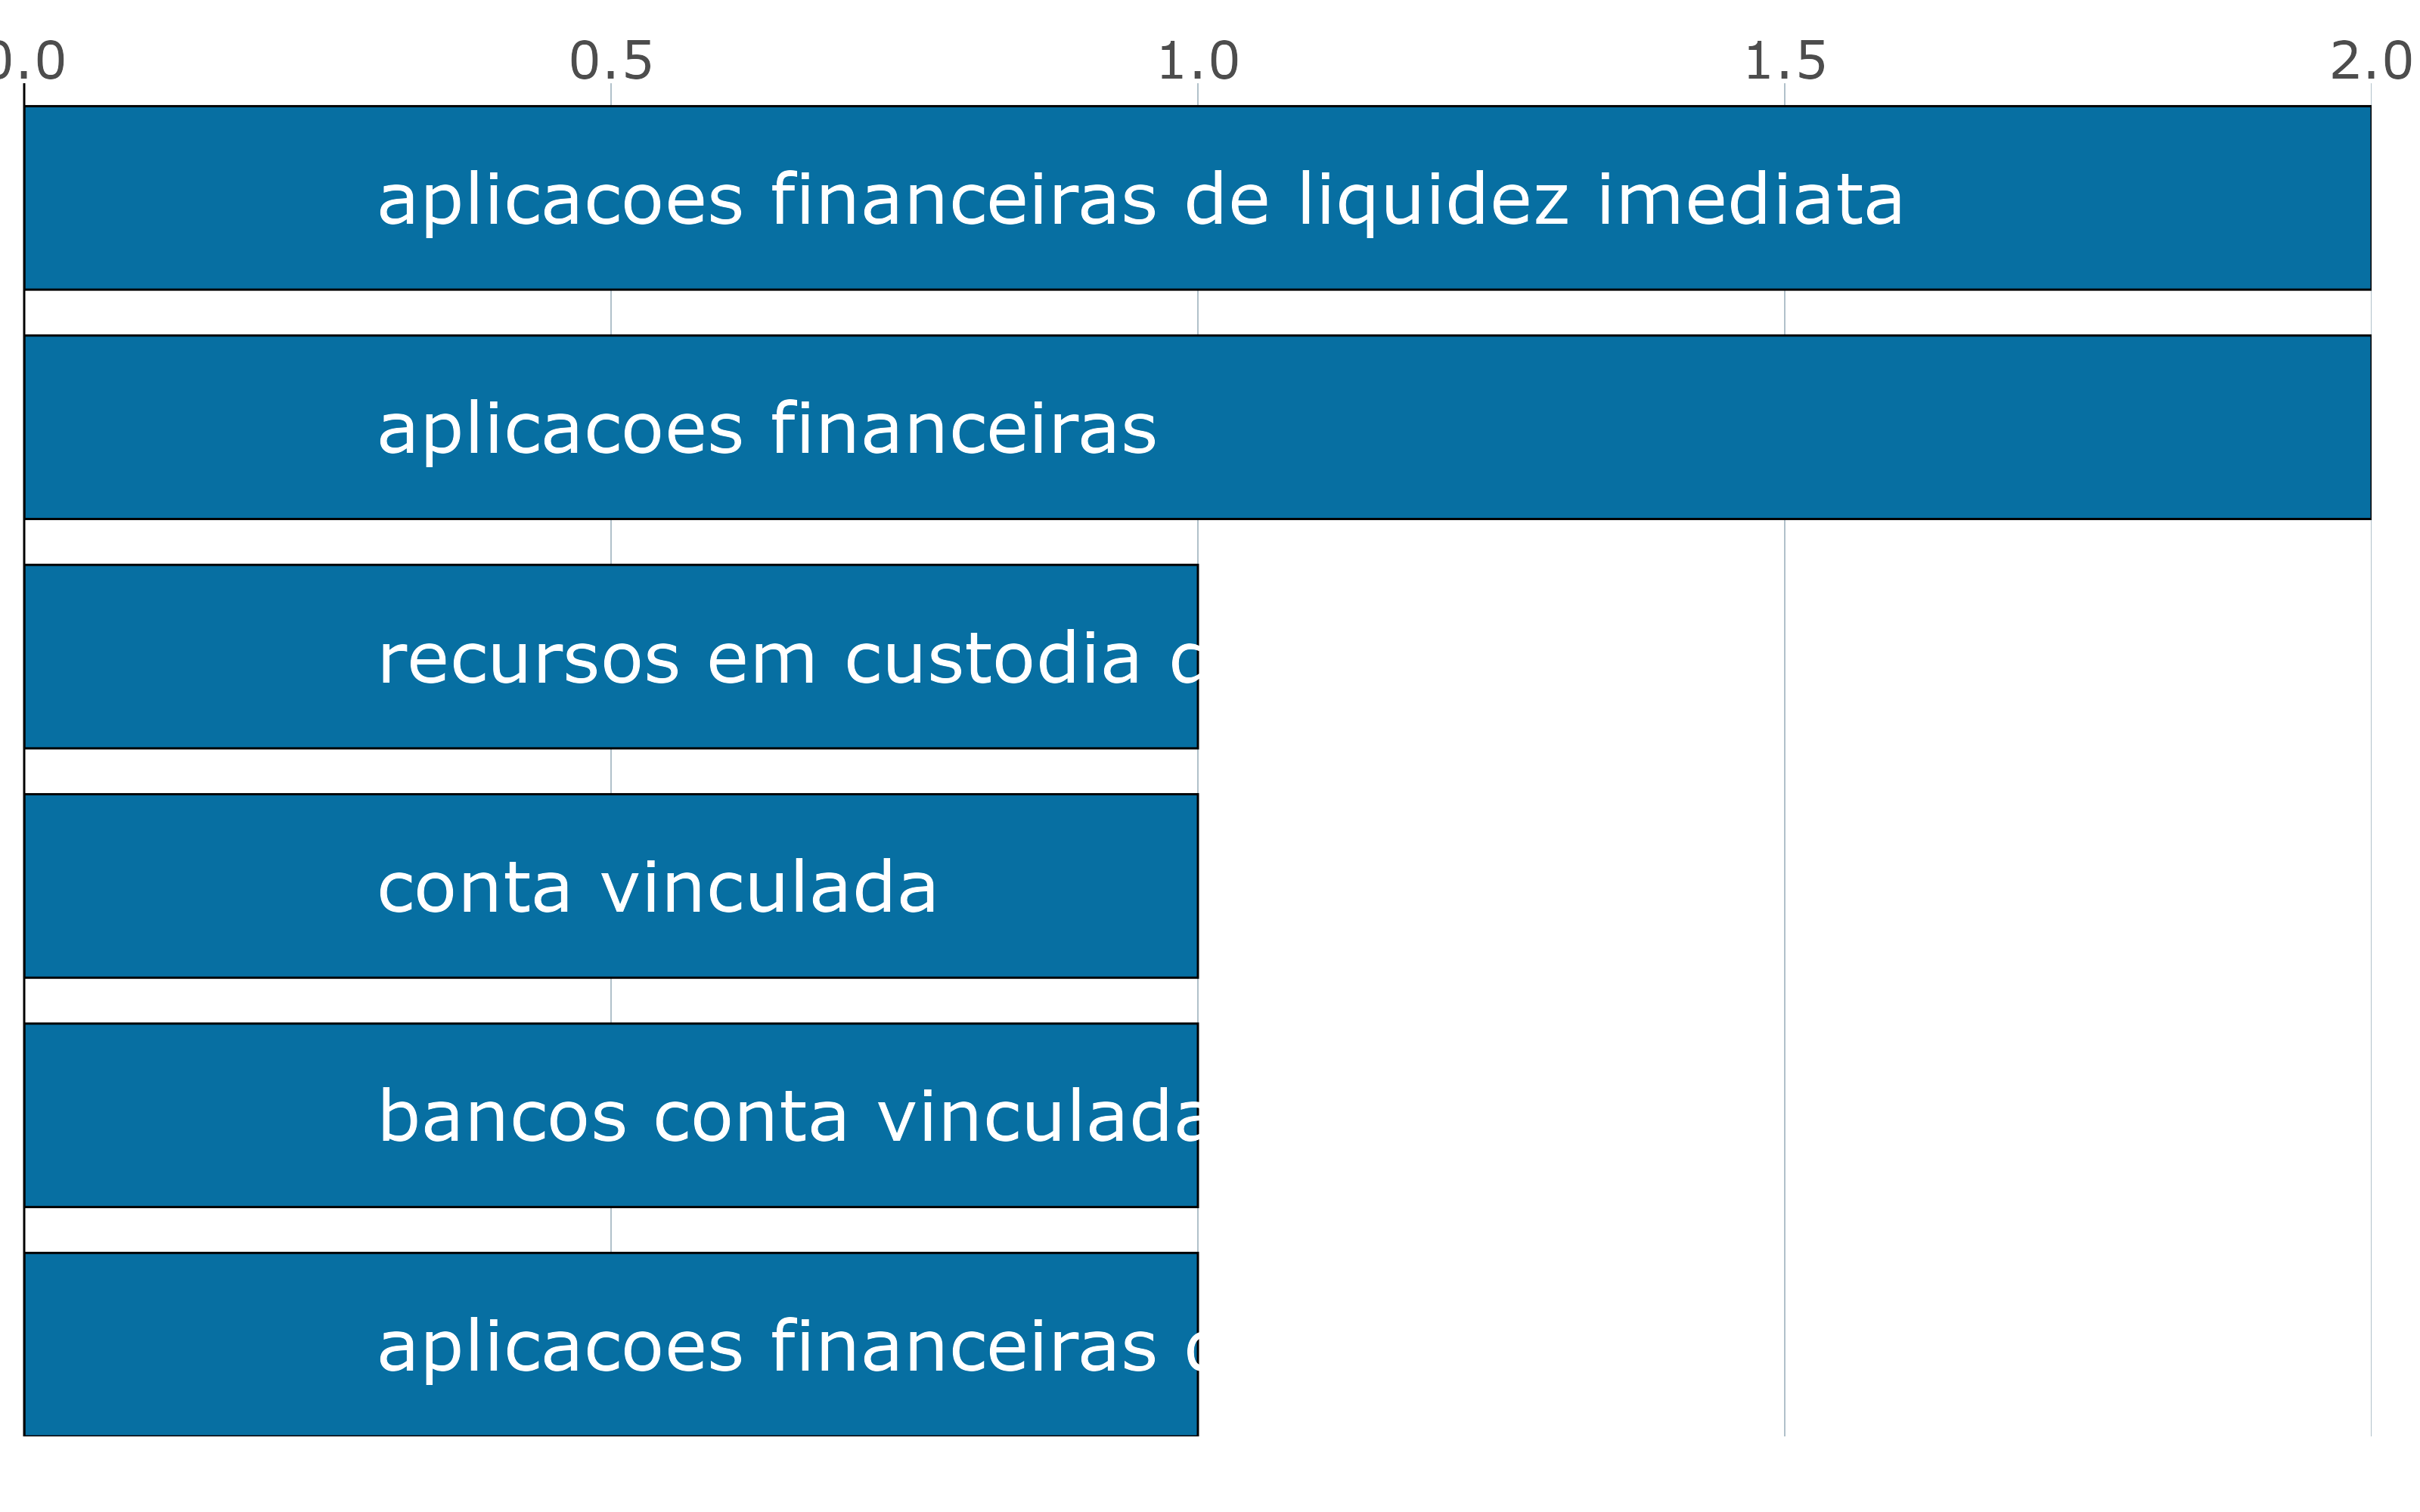 0.0 0.5 1.0 1.5 2.0
aplicacoes financeiras de liquidez imediata
aplicacoes financeiras
recursos em custodia
conta vinculada
bancos conta vinculada
aplicacoes financeiras